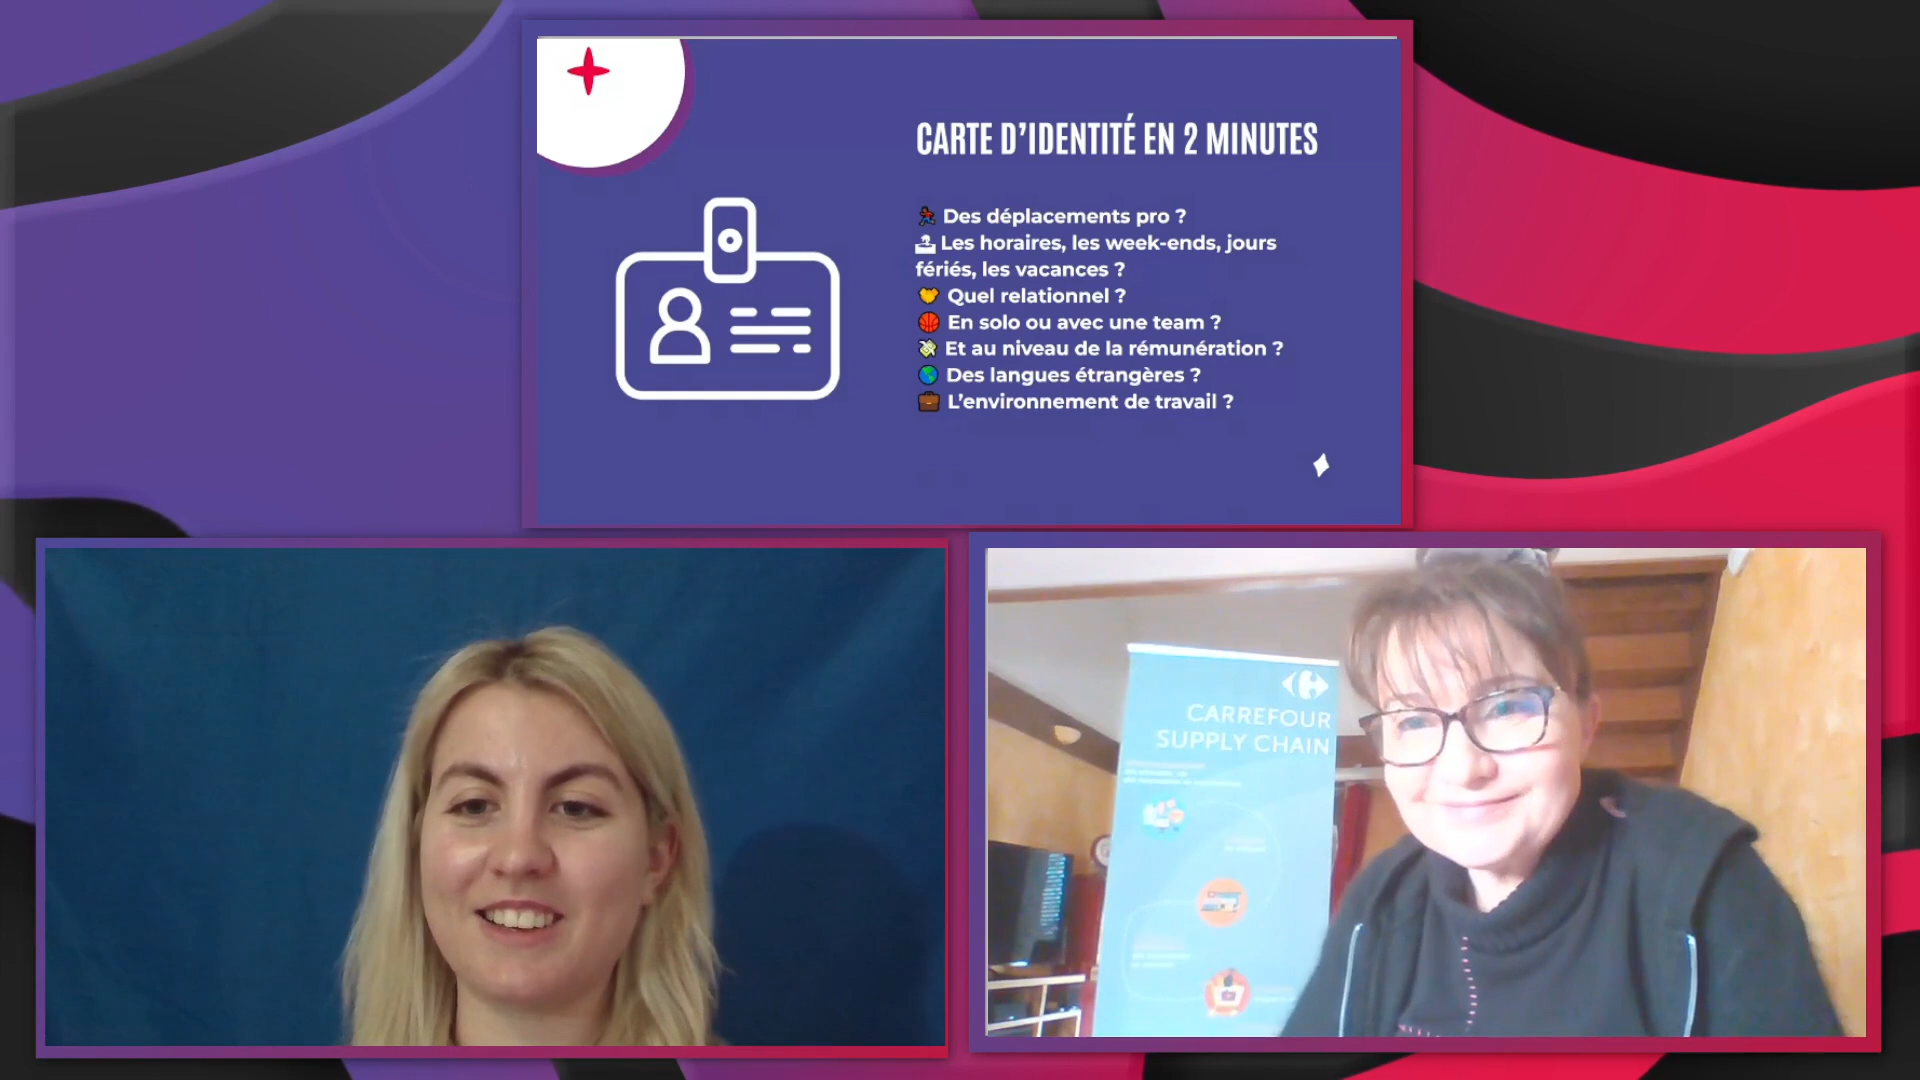 CARTE D'IDENTITÉ EN 2 MINUTES
Des déplacements pro ?
Les horaires, les week-ends, jours
fériés, les vacances ?
Quel relationnel ?
En solo ou avec une team ?
Et au niveau de la rémunération ?
Des langues étrangères ?
L'environnement de travail ?
CARREFOUR
SUPPLY CHAIN